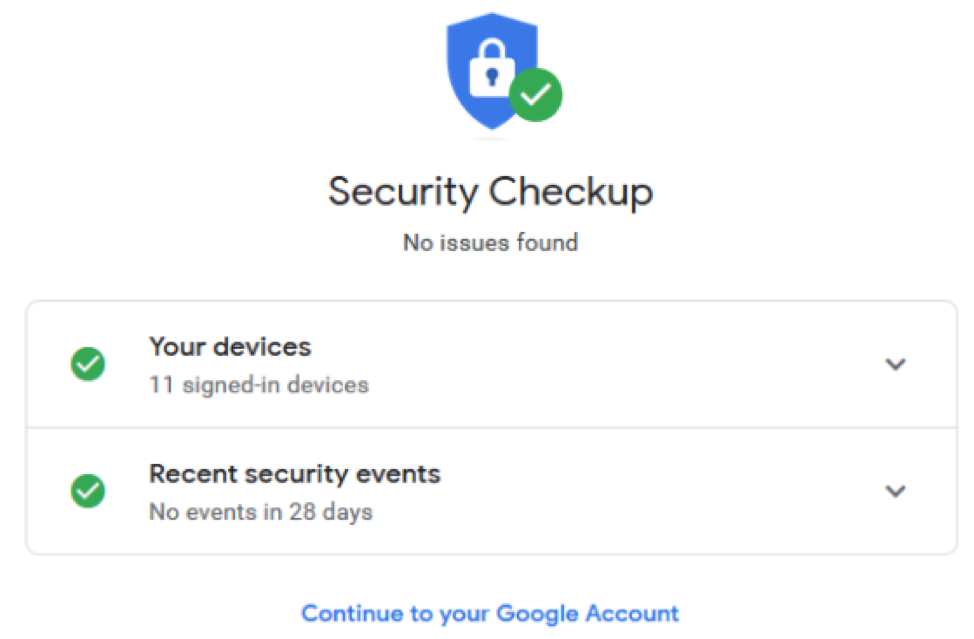 Security Checkup
No issues found
Your devices
11 signed-in devices
Recent security events
No events in 28 days
Continue to your Google Account